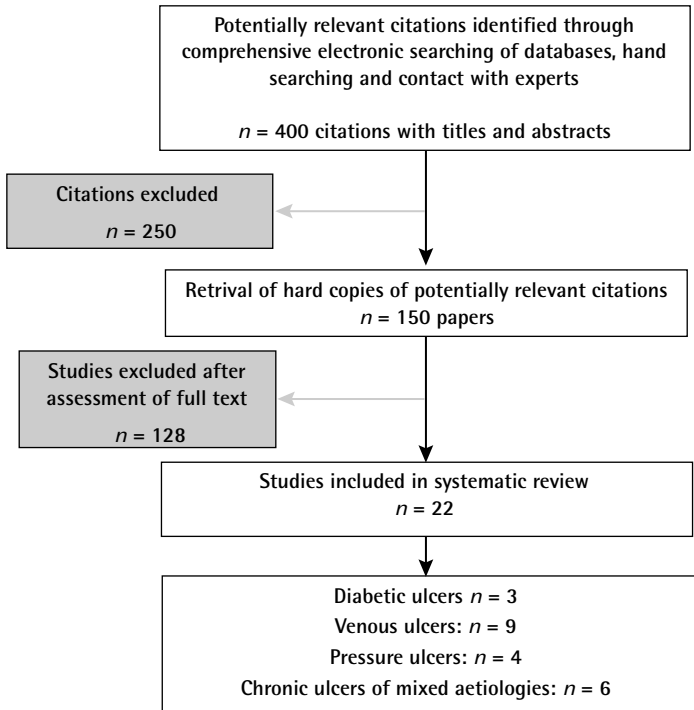 Potentially relevant citations identified through
comprehensive electronic searching of databases, hand
searching and contact with experts
n = 400 citations with titles and abstracts
Citations excluded
n = 250
Retrival of hard copies of potentially relevant citations
n = 150 papers
Studies excluded after
assessment of full text
n = 128
Studies included in systematic review
n = 22
Diabetic ulcers n = 3
Venous ulcers: n = 9
Pressure ulcers: n = 4
Chronic ulcers of mixed aetiologies: n = 6